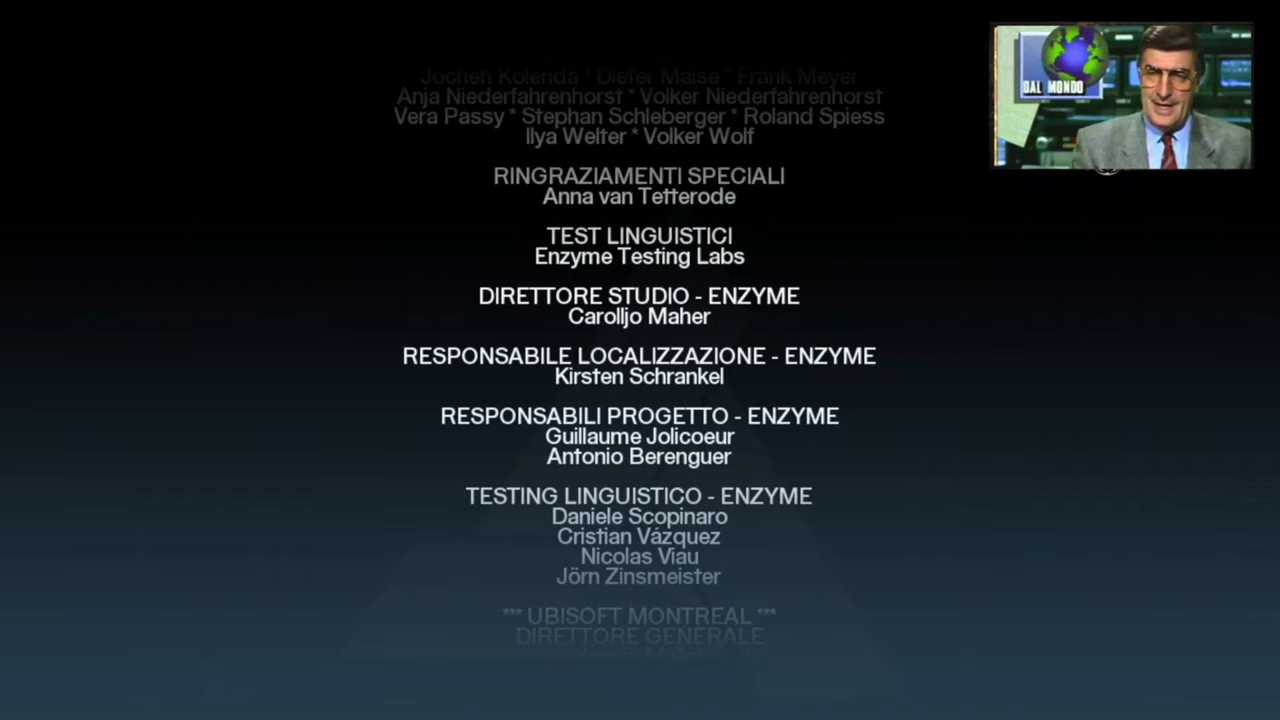 Jochen Kolenda * Dieter Maise * Frank Meyer
Anja Niederfahrenhorst * Volker Niederfahrenhorst
Vera Passy * Stephan Schleberger * Roland Spiess
Ilya Welter * Volker Wolf
RINGRAZIAMENTI SPECIALI
Anna van Tetterode
TEST LINGUISTICI
Enzyme Testing Labs
DIRETTORE STUDIO - ENZYME
Carolljo Maher
RESPONSABILE LOCALIZZAZIONE - ENZYME
Kirsten Schrankel
RESPONSABILI PROGETTO - ENZYME
Guillaume Jolicoeur
Antonio Berenguer
TESTING LINGUISTICO - ENZYME
Daniele Scopinaro
Cristian Vázquez
Nicolas Viau
Jörn Zinsmeister
*** UBISOFT MONTREAL ***
DIRETTORE GENERALE
DAL MONDO